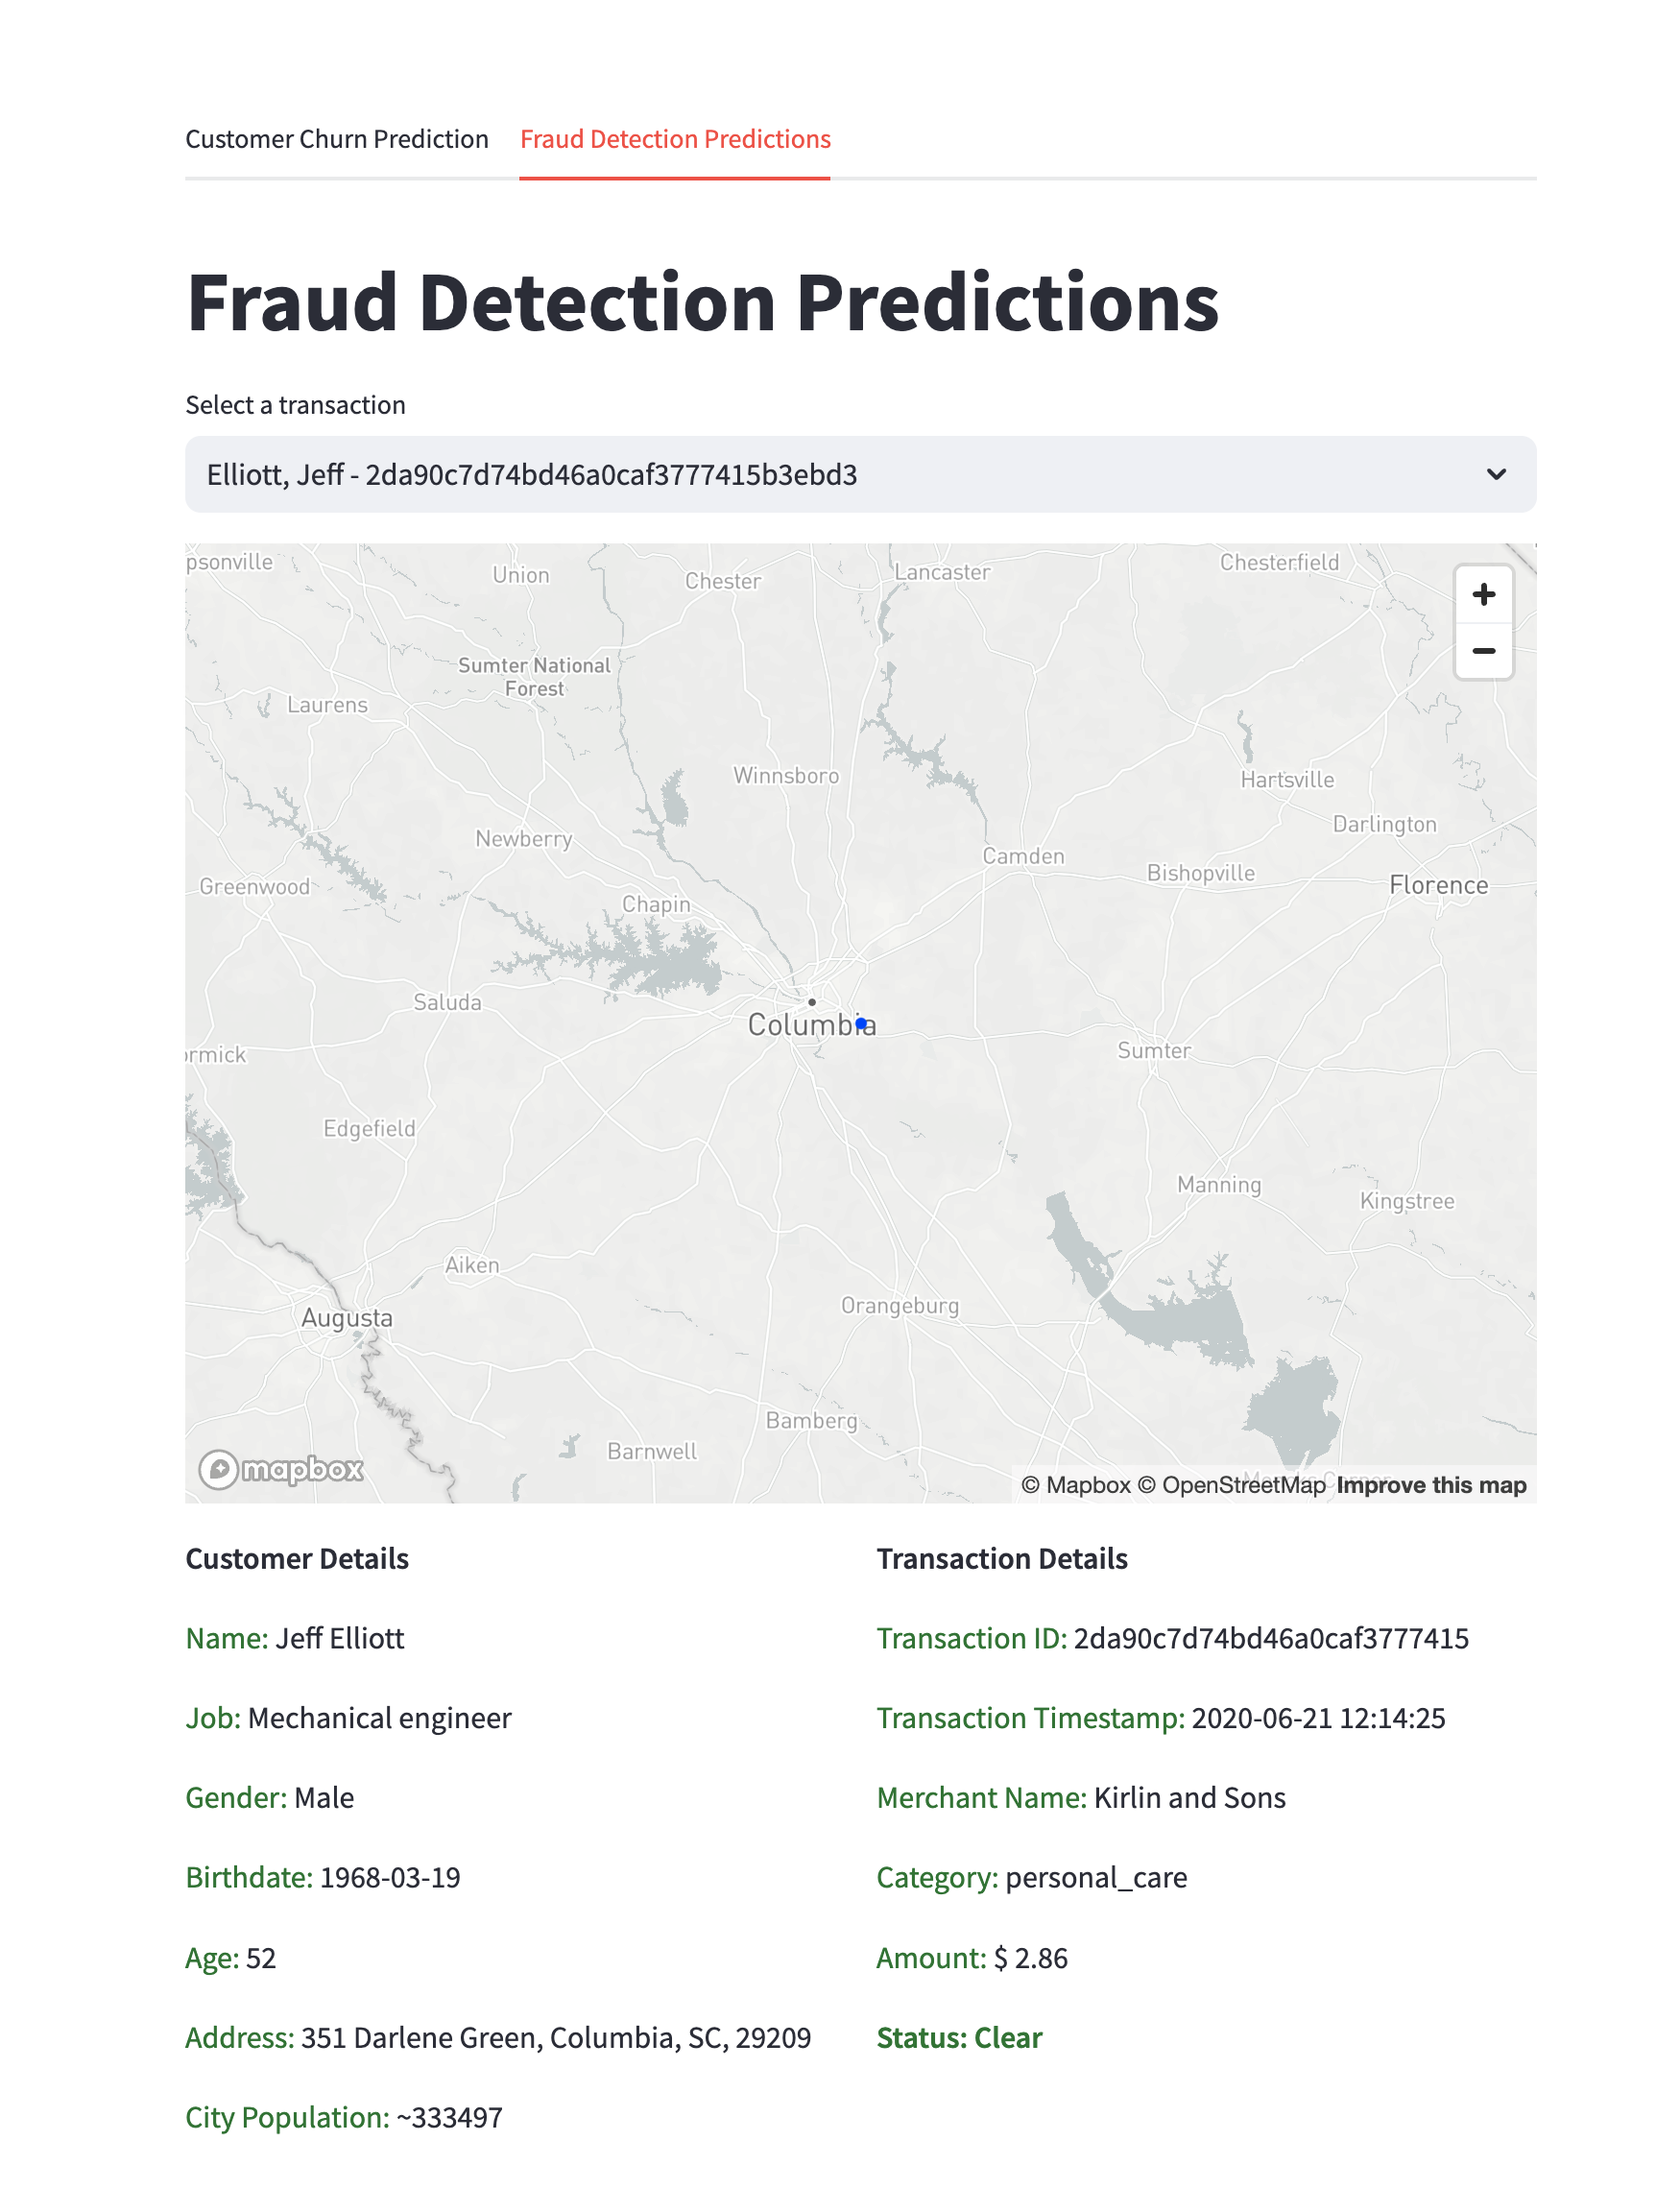 Customer Churn Prediction
Fraud Detection Predictions
Fraud Detection Predictions
Select a transaction
Elliott, Jeff - 2da90c7d74bd46a0caf3777415b3ebd3
psonville
Union
Chester
Lancaster
Chesterfield
+
Sumter National
Forest
−
Laurens
Winnsboro
Hartsville
Newberry
Darlington
Camden
Bishopville
Greenwood
Florence
Chapin
Saluda
Columbia
ormick
Sumter
Edgefield
Manning
Kingstree
Aiken
Augusta
Orangeburg
Bamberg
Barnwell
mapbox
© Mapbox © OpenStreetMap Improve this map
Customer Details
Name: Jeff Elliott
Job: Mechanical engineer
Gender: Male
Birthdate: 1968-03-19
Age: 52
Address: 351 Darlene Green, Columbia, SC, 29209
City Population: ~333497
Transaction Details
Transaction ID: 2da90c7d74bd46a0caf3777415
Transaction Timestamp: 2020-06-21 12:14:25
Merchant Name: Kirlin and Sons
Category: personal_care
Amount: $ 2.86
Status: Clear